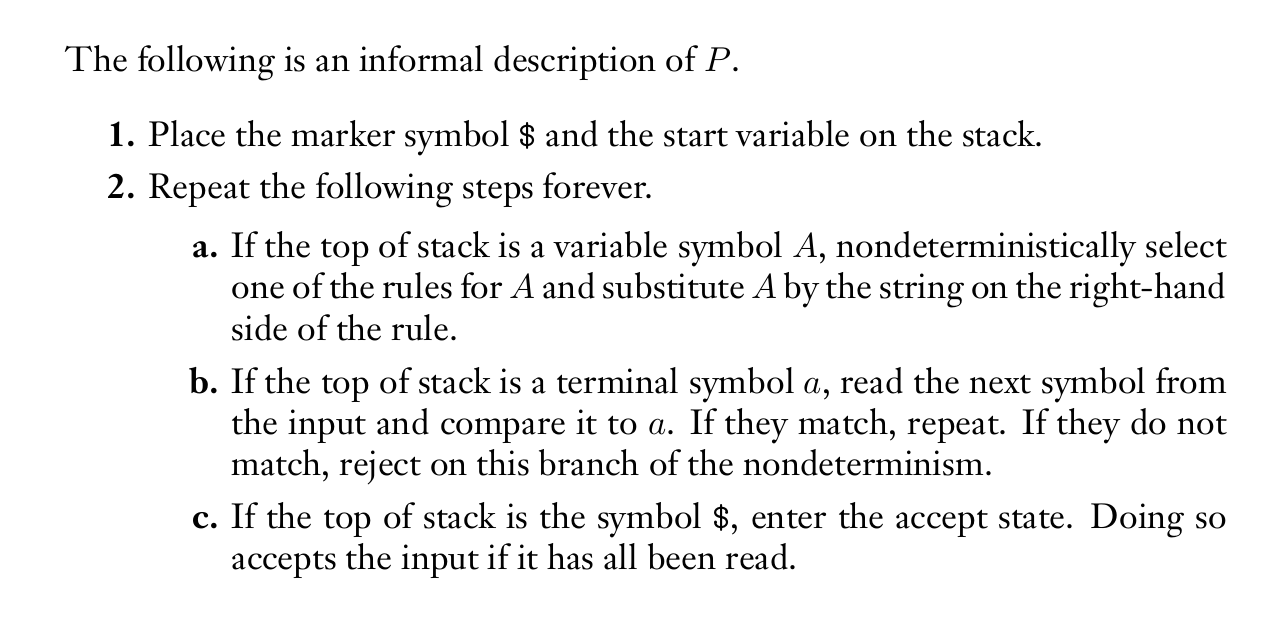 The following is an informal description of P.
1. Place the marker symbol $ and the start variable on the stack.
2. Repeat the following steps forever.
a. If the top of stack is a variable symbol A, nondeterministically select
one of the rules for A and substitute A by the string on the right-hand
side of the rule.
b. If the top of stack is a terminal symbol a, read the next symbol from
the input and compare it to a. If they match, repeat. If they do not
match, reject on this branch of the nondeterminism.
c. If the top of stack is the symbol $, enter the accept state. Doing so
accepts the input if it has all been read.